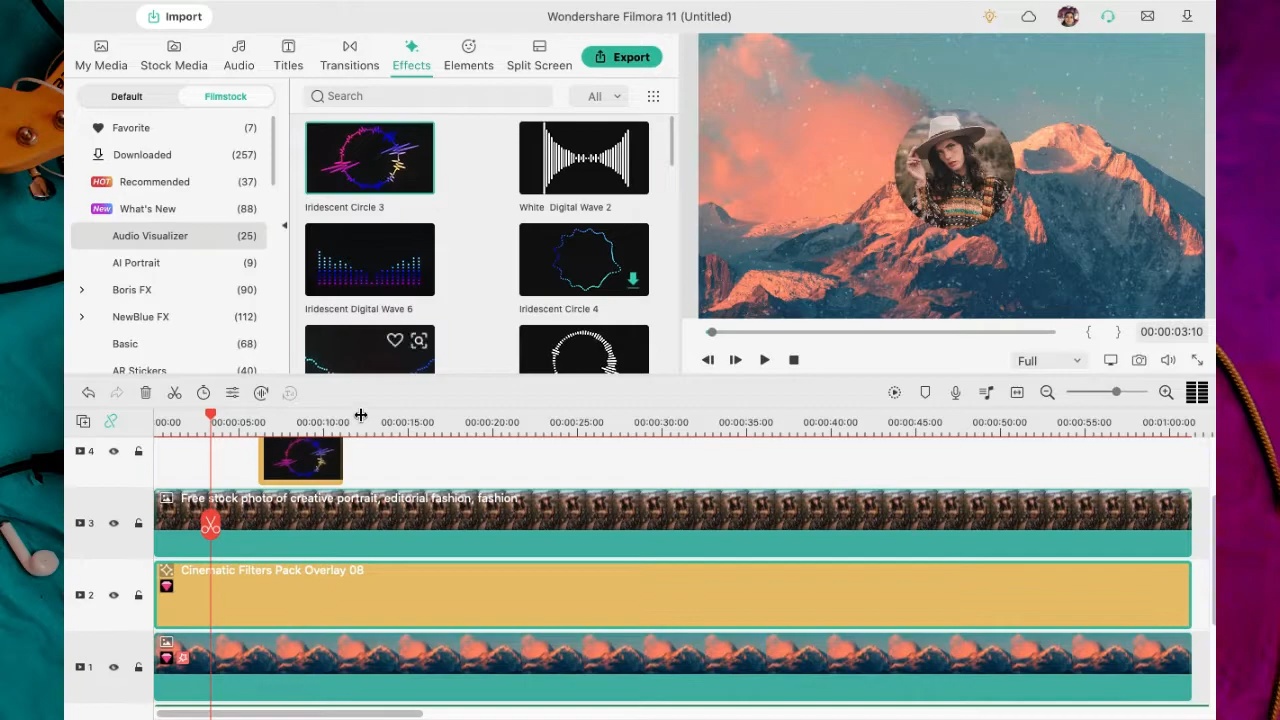 Import
Wondershare Filmora 11 (Untitled)
My Media
Stock Media
Audio
Titles
Transitions
Effects
Elements
Split Screen
Export
Default
Filmstock
Search
All
Favorite (7)
Downloaded (257)
HOT Recommended (37)
New What's New (88)
Audio Visualizer (25)
AI Portrait (9)
Boris FX (90)
NewBlue FX (112)
Basic (68)
AR Stickers
Iridescent Circle 3
White Digital Wave 2
Iridescent Digital Wave 6
Iridescent Circle 4
{ }
00:00:03:10
Full
00:00
00:00:05:00
00:00:10:00
00:00:15:00
00:00:20:00
00:00:25:00
00:00:30:00
00:00:35:00
00:00:40:00
00:00:45:00
00:00:50:00
00:00:55:00
00:01:00:00
4
3
Free stock photo of creative portrait, editorial fashion, fashion
2
Cinematic Filters Pack Overlay 08
1